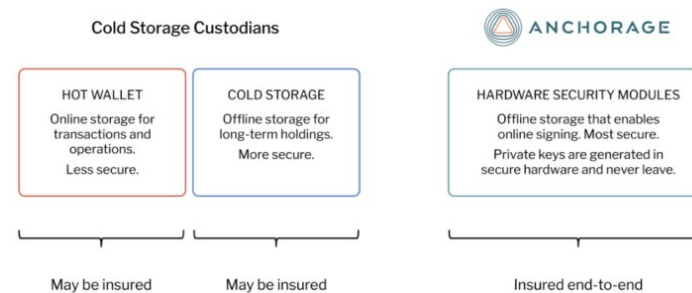 Cold Storage Custodians
ANCHORAGE
HOT WALLET
Online storage for
transactions and
operations.
Less secure.
COLD STORAGE
Offline storage for
long-term holdings.
More secure.
HARDWARE SECURITY MODULES
Offline storage that enables
online signing. Most secure.
Private keys are generated in
secure hardware and never leave.
May be insured
May be insured
Insured end-to-end